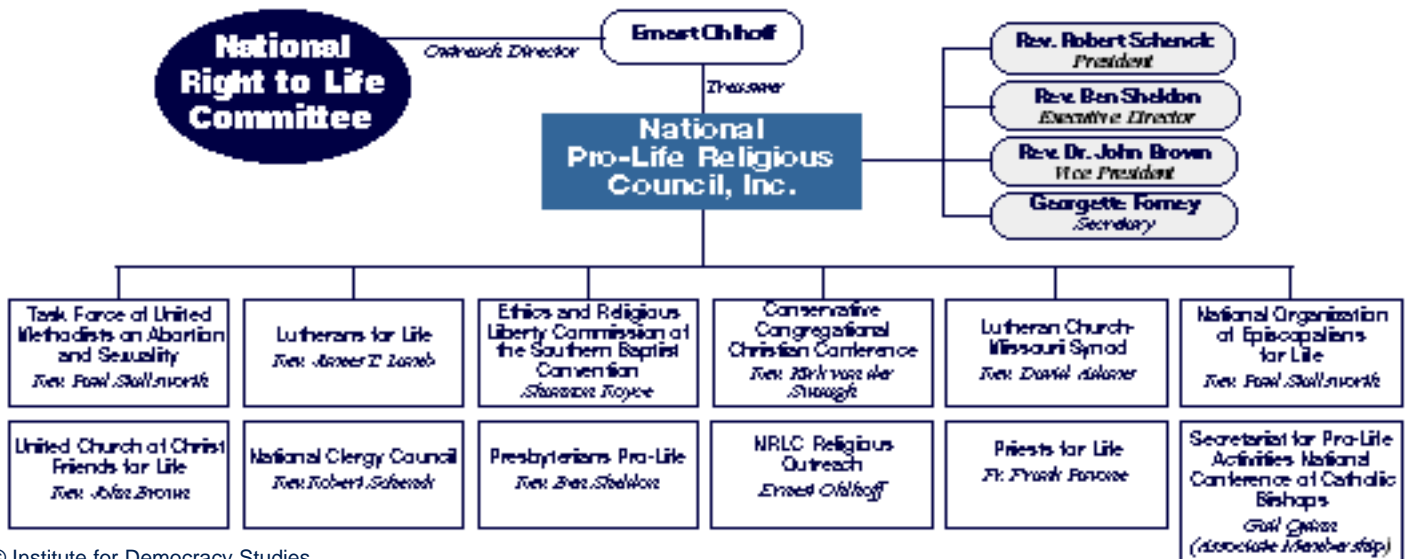 National
Right to Life
Committee
Outreach Director
Ernest Ohlhoff
Treasurer
National
Pro-Life Religious
Council, Inc.
Rev. Robert Schenck
President
Rev. Ben Sheldon
Executive Director
Rev. Dr. John Brown
Vice President
Georgette Forney
Secretary
Task Force of United
Methodists on Abortion
and Sexuality
Rev. Paul Stallsworth
Lutherans for Life
Rev. James T. Lamb
Ethics and Religious
Liberty Commission of
the Southern Baptist
Convention
Shannon Royce
Conservative
Congregational
Christian Conference
Rev. Kirk van der
Lutheran Church-
Missouri Synod
Rev. David
National Organization
of Episcopalians
for Life
Rev. Paul Stallsworth
United Church of Christ
Friends for Life
Rev. John Brown
National Clergy Council
Rev. Robert Schenck
Presbyterians Pro-Life
Rev. Ben Sheldon
NRLC Religious
Outreach
Ernest Ohlhoff
Priests for Life
Fr. Frank Pavone
Secretariat for Pro-Life
Activities National
Conference of Catholic
Bishops
Gail Quinn
(Associate Membership)
© Institute for Democracy Studies